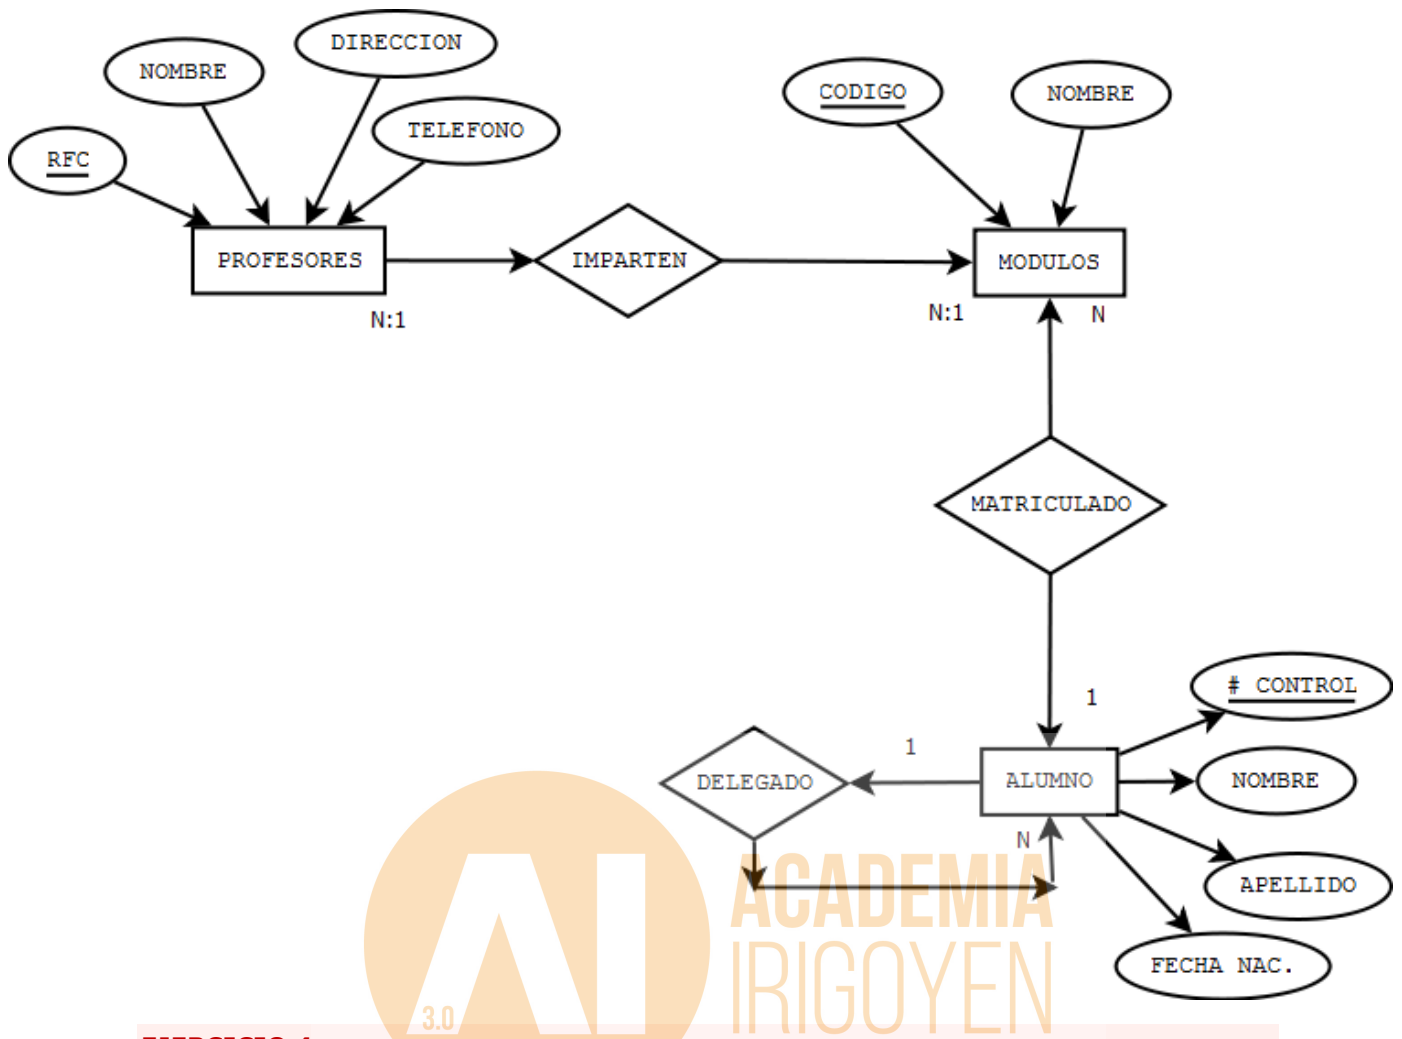 DIRECCION
NOMBRE
TELEFONO
RFC
CODIGO
NOMBRE
PROFESORES
IMPARTEN
MODULOS
N:1
N:1
N
MATRICULADO
1
# CONTROL
1
DELEGADO
ALUMNO
NOMBRE
N
APELLIDO
FECHA NAC.
AI
3.0
ACADEMIA
IRIGOYEN